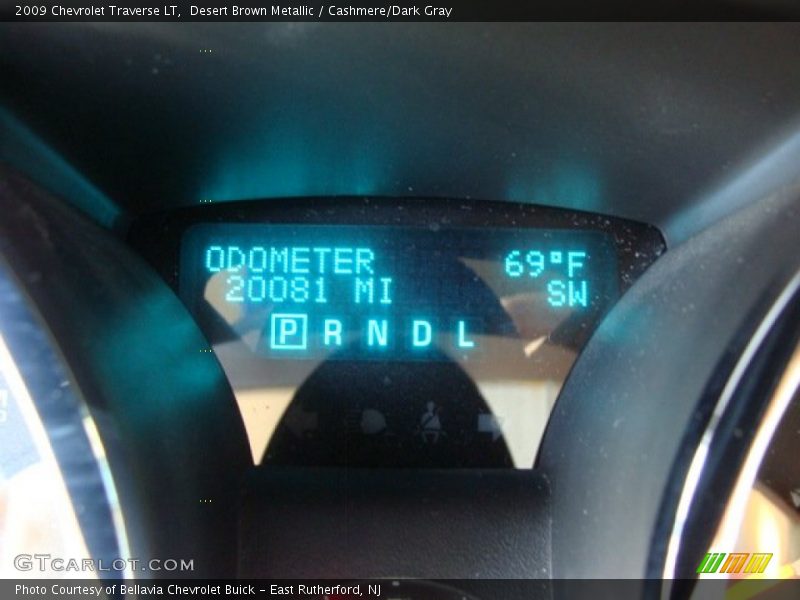 2009 Chevrolet Traverse LT,  Desert Brown Metallic / Cashmere/Dark Gray
ODOMETER 69°F
20081 MI SW
P R N D L
GTCARLOT.COM
Photo Courtesy of Bellavia Chevrolet Buick - East Rutherford, NJ